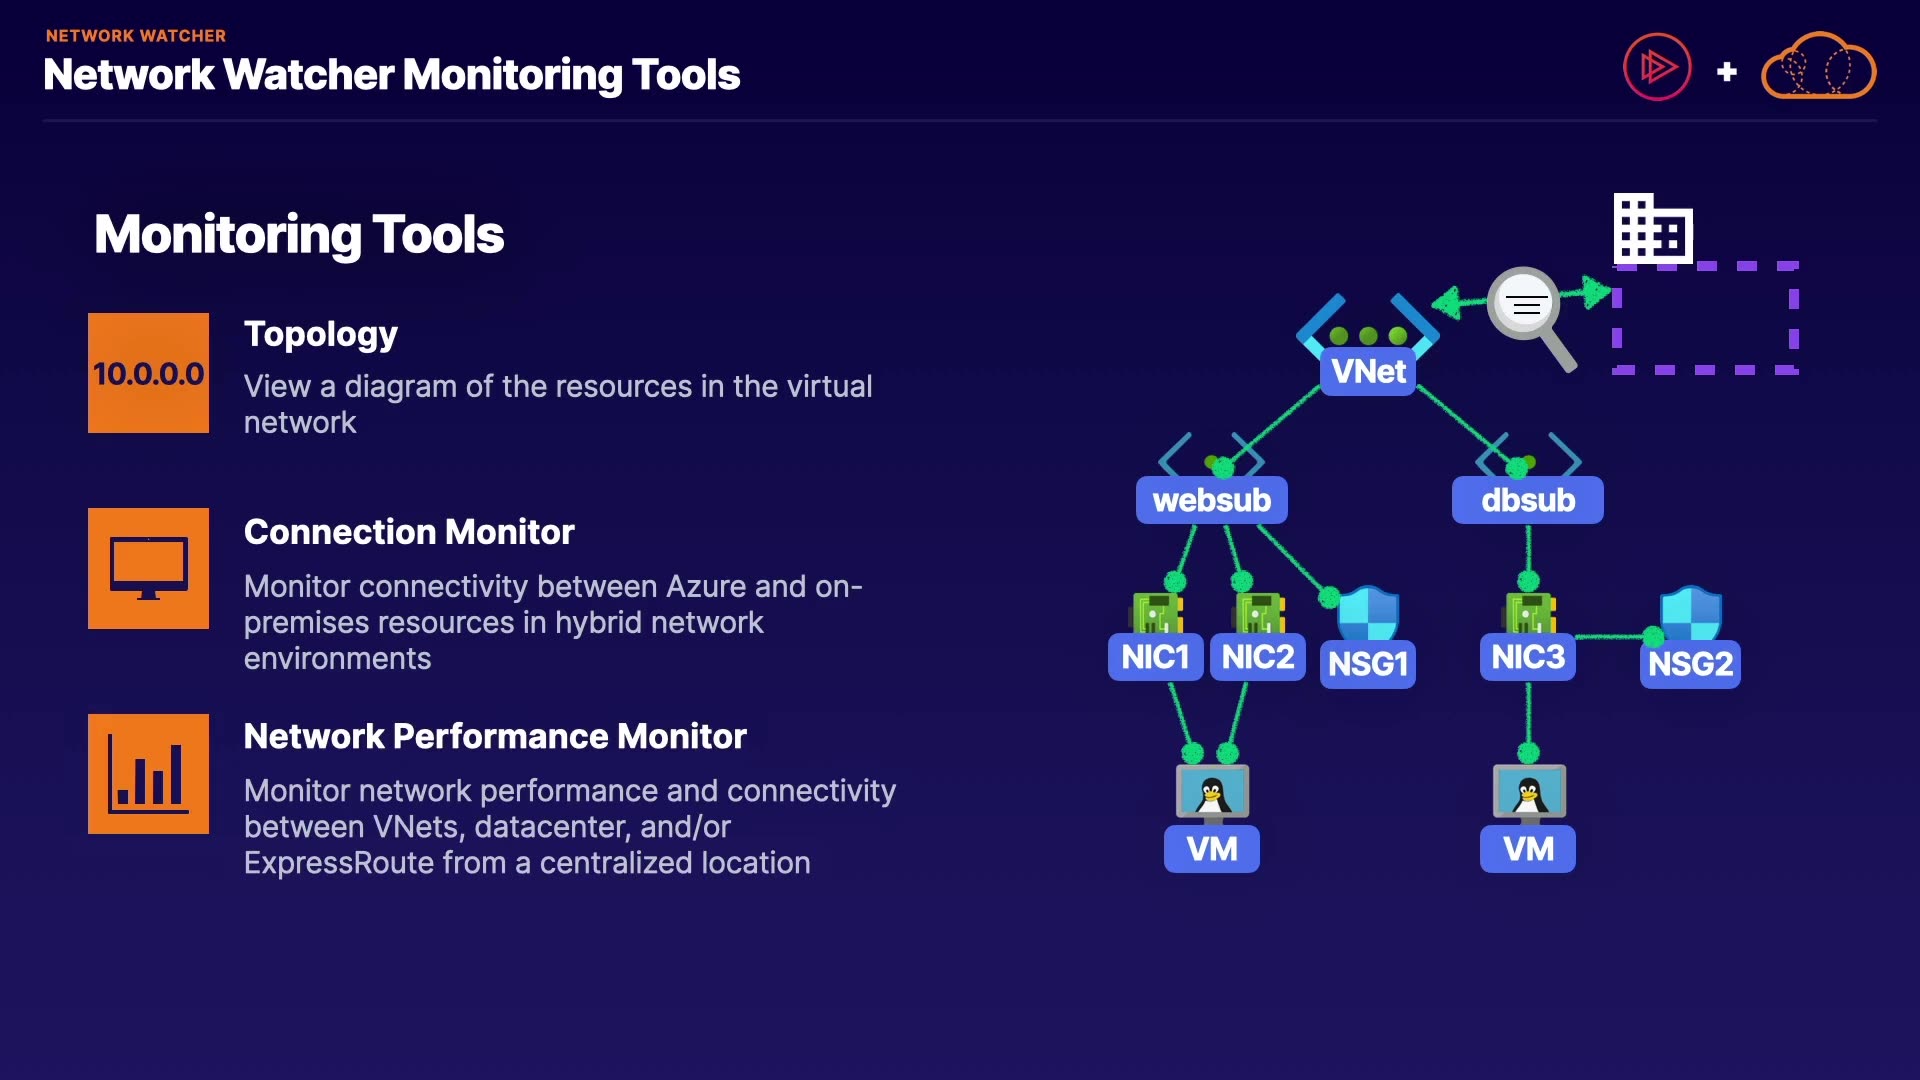 NETWORK WATCHER
Network Watcher Monitoring Tools
+
Monitoring Tools
10.0.0.0
Topology
View a diagram of the resources in the virtual
network
Connection Monitor
Monitor connectivity between Azure and on-
premises resources in hybrid network
environments
Network Performance Monitor
Monitor network performance and connectivity
between VNets, datacenter, and/or
ExpressRoute from a centralized location
VNet
websub
dbsub
NIC1
NIC2
NSG1
NIC3
NSG2
VM
VM